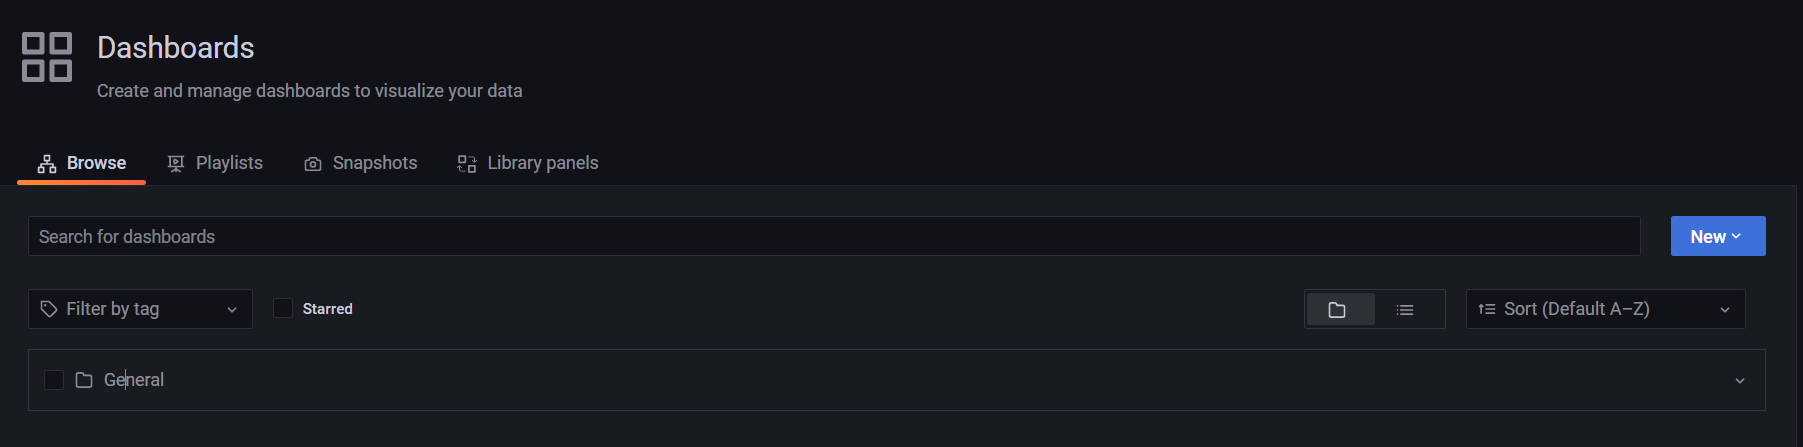 Dashboards
Create and manage dashboards to visualize your data
Browse Playlists Snapshots Library panels
Search for dashboards New
Filter by tag Starred Sort (Default A–Z)
General